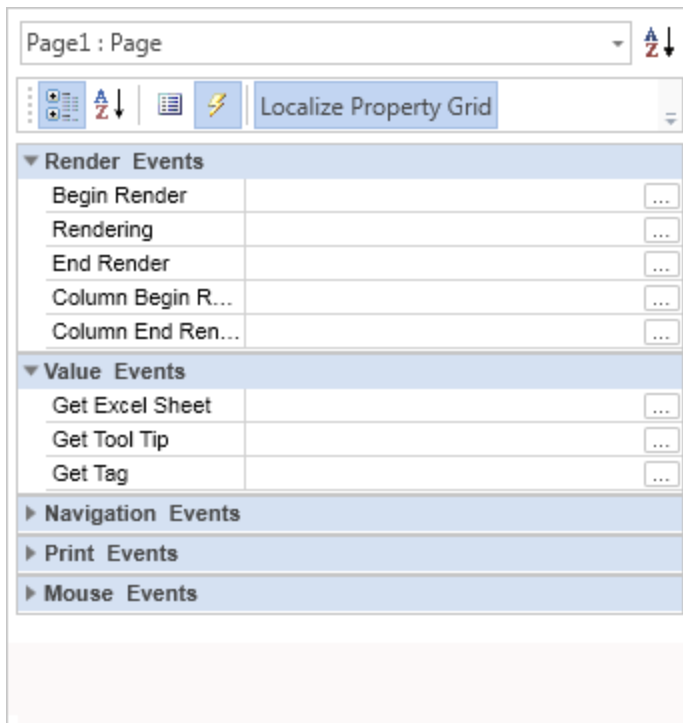 Page1 : Page
Localize Property Grid
Render Events
Begin Render ...
Rendering ...
End Render ...
Column Begin R... ...
Column End Ren... ...
Value Events
Get Excel Sheet ...
Get Tool Tip ...
Get Tag ...
Navigation Events
Print Events
Mouse Events